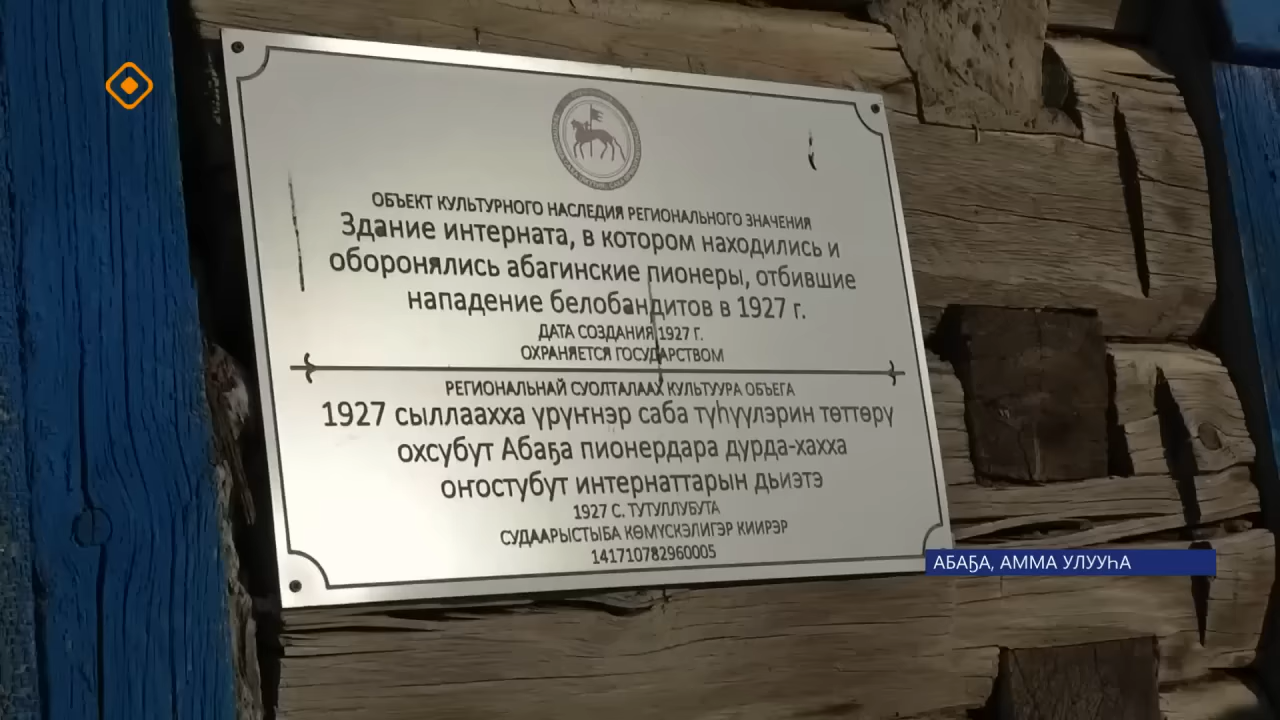 ОБЪЕКТ КУЛЬТУРНОГО НАСЛЕДИЯ РЕГИОНАЛЬНОГО ЗНАЧЕНИЯ
Здание интерната, в котором находились и
оборонялись абагинские пионеры, отбившие
нападение белобандитов в 1927 г.
ДАТА СОЗДАНИЯ 1927 Г.
ОХРАНЯЕТСЯ ГОСУДАРСТВОМ
РЕГИОНАЛЬНАЙ СУОЛТАЛААХ КУЛЬТУУРА ОБЪЕГА
1927 сыллаахха үрүҥнэр саба түһүүлэрин төттөрү
охсубут Абаҕа пионердара дурда-хахха
оҥостубут интернаттарын дьиэтэ
1927 С. ТУТУЛЛУБУТА
СУДААРЫСТЫБА КӨМҮСКЭЛИГЭР КИИРЭР
141710782960005
АБАҔА, АММА УЛУУҺА